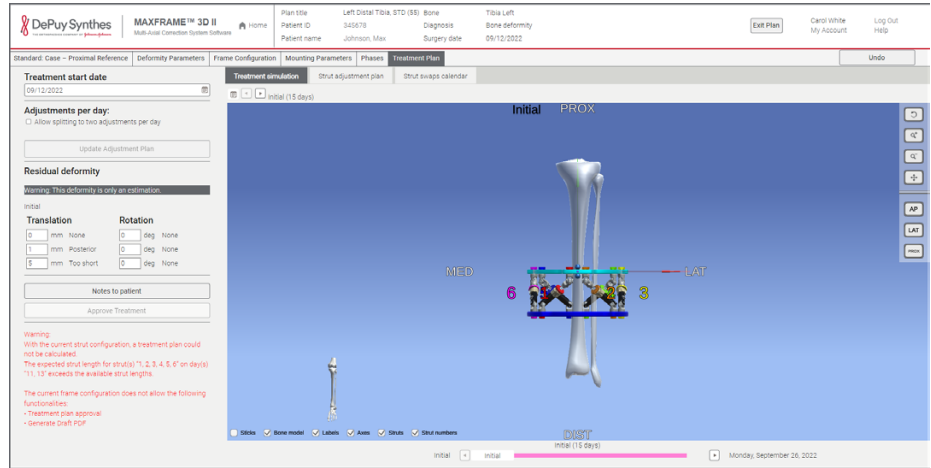 DePuy Synthes
THE ORTHOPAEDICS COMPANY OF Johnson & Johnson
MAXFRAME™ 3D II
Multi-Axial Correction System Software
Home
Plan title Left Distal Tibia, STD (55) Bone Tibia Left
Patient ID 345678 Diagnosis Bone deformity
Patient name Johnson, Max Surgery date 09/12/2022
Exit Plan
Carol White
My Account
Log Out
Help
Standard: Case – Proximal Reference Deformity Parameters Frame Configuration Mounting Parameters Phases Treatment Plan Undo
Treatment start date
09/12/2022
Adjustments per day:
Allow splitting to two adjustments per day
Update Adjustment Plan
Residual deformity
Warning: This deformity is only an estimation.
Initial
Translation Rotation
0 mm None 0 deg None
1 mm Posterior 0 deg None
5 mm Too short 0 deg None
Notes to patient
Approve Treatment
Warning:
With the current strut configuration, a treatment plan could
not be calculated.
The expected strut length for strut(s) "1, 2, 3, 4, 5, 6" on day(s)
"11, 13" exceeds the available strut lengths.
The current frame configuration does not allow the following
functionalities:
- Treatment plan approval
- Generate Draft PDF
Treatment simulation Strut adjustment plan Strut swaps calendar
Initial (15 days)
Initial PROX
MED LAT
6 2 3
DIST
AP
LAT
PROX
Sticks Bone model Labels Axes Struts Strut numbers
Initial (15 days)
Initial Initial Monday, September 26, 2022